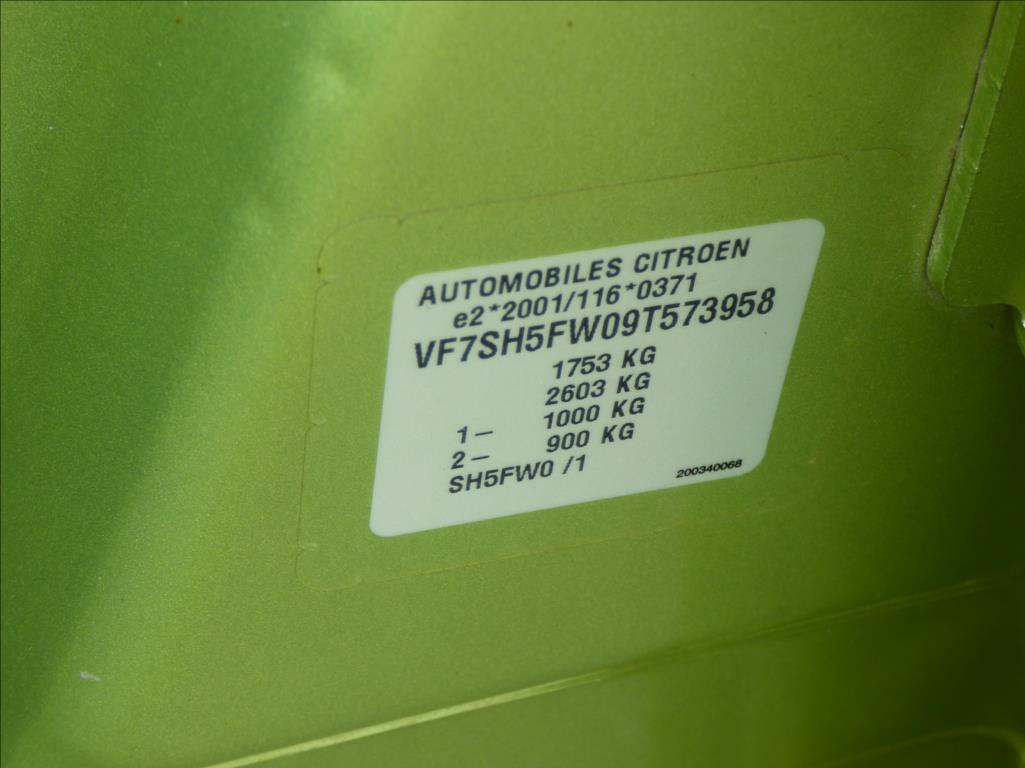 AUTOMOBILES CITROEN
e2*2001/116*0371
VF7SH5FW09T573958
1753 KG
2603 KG
1– 1000 KG
2– 900 KG
SH5FW0 /1
200340068